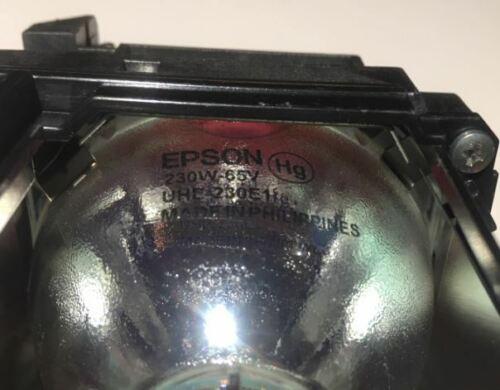 EPSON Hg
230W-65V
UHE-230E1fg.
MADE IN PHILIPPINES